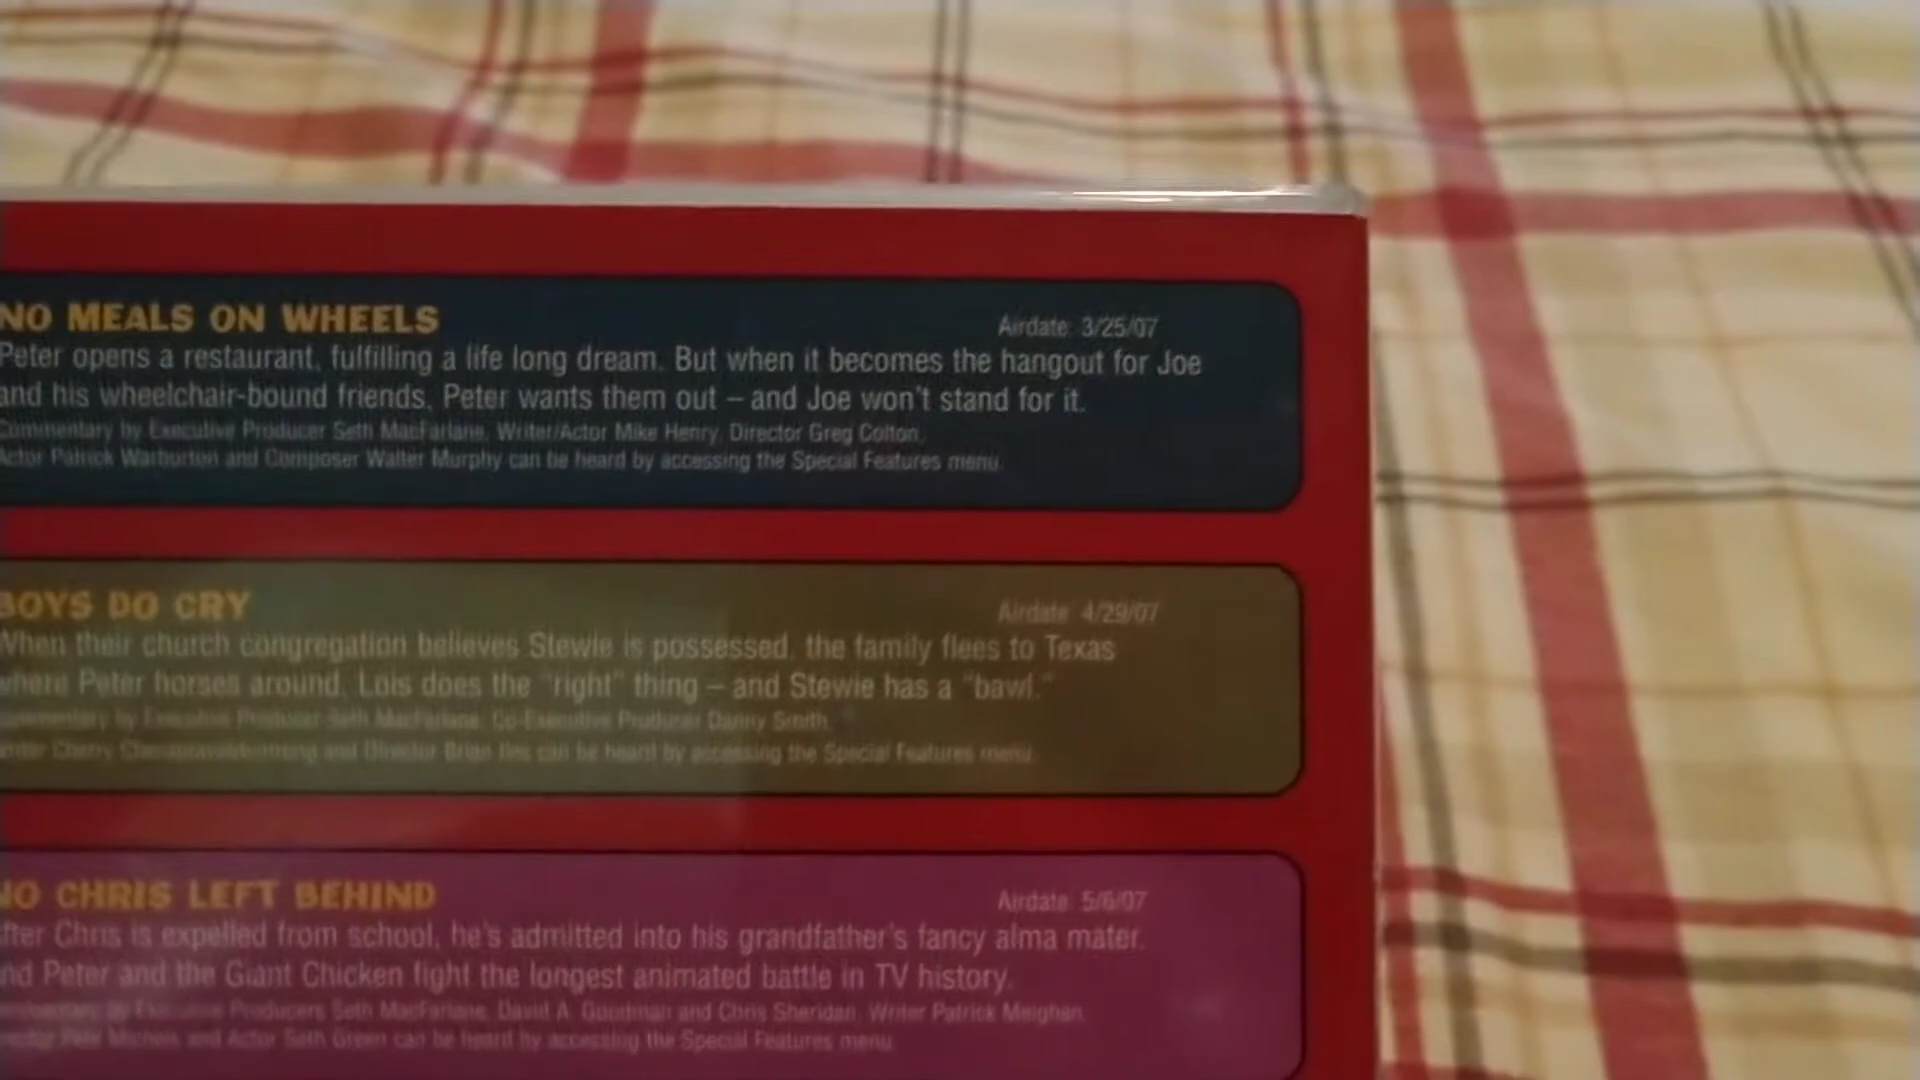 NO MEALS ON WHEELS
Airdate: 3/25/07
Peter opens a restaurant, fulfilling a life long dream. But when it becomes the hangout for Joe
and his wheelchair-bound friends, Peter wants them out – and Joe won't stand for it.
Commentary by Executive Producer Seth MacFarlane, Writer/Actor Mike Henry, Director Greg Colton,
Actor Patrick Warburton and Composer Walter Murphy can be heard by accessing the Special Features menu.
BOYS DO CRY
Airdate: 4/29/07
When their church congregation believes Stewie is possessed, the family flees to Texas
where Peter horses around, Lois does the "right" thing – and Stewie has a "bawl."
by Executive Producer Seth MacFarlane, Co-Executive Producer Danny Smith,
Cherry and Director Brian Iles can be heard by accessing the Special Features menu.
NO CHRIS LEFT BEHIND
Airdate: 5/6/07
fter Chris is expelled from school, he's admitted into his grandfather's fancy alma mater.
nd Peter and the Giant Chicken fight the longest animated battle in TV history.
by Executive Producers Seth MacFarlane, David A. Goodman and Chris Sheridan, Writer Patrick Meighan,
Pete Michels and Actor Seth Green can be heard by accessing the Special Features menu.